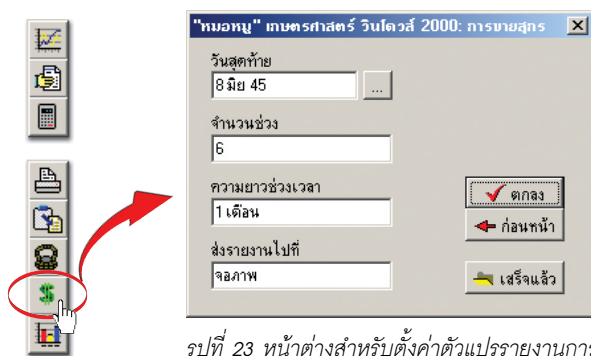 "หมอหมู" เกษตรศาสตร์ วินโดวส์ 2000: การขายสุกร
วันสุดท้าย
8 มิย 45
...
จำนวนช่วง
6
ความยาวช่วงเวลา
1 เดือน
ตกลง
ก่อนหน้า
ส่งรายงานไปที่
จอภาพ
เสร็จแล้ว
รูปที่ 23 หน้าต่างสำหรับตั้งค่าตัวแปรรายงานการ